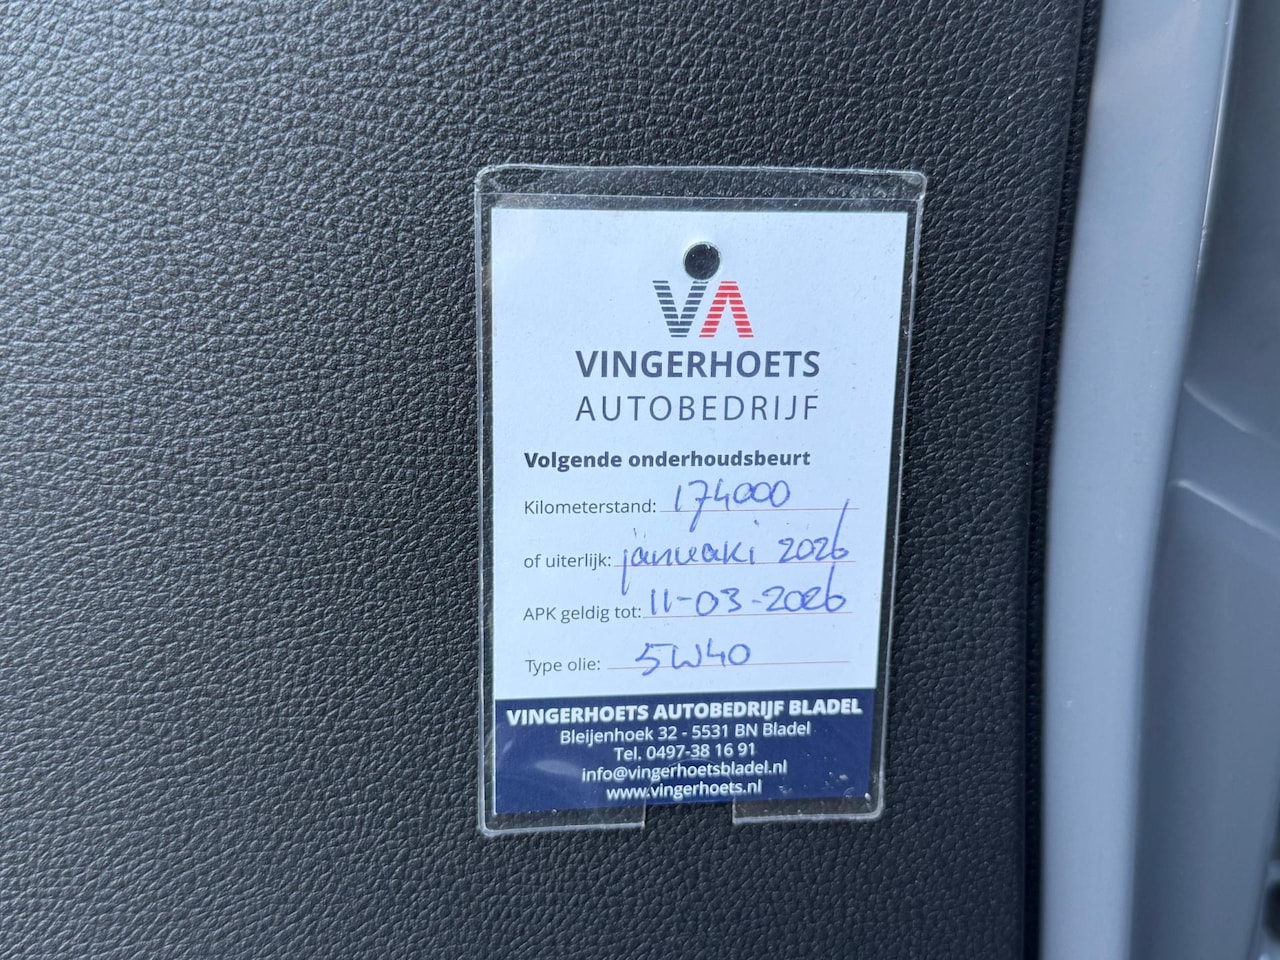 VA
VINGERHOETS
AUTOBEDRIJF
Volgende onderhoudsbeurt
Kilometerstand: 174000
of uiterlijk: januari 2026
APK geldig tot: 11-03-2026
Type olie: 5W40
VINGERHOETS AUTOBEDRIJF BLADEL
Bleijenhoek 32 - 5531 BN Bladel
Tel. 0497-38 16 91
info@vingerhoetsbladel.nl
www.vingerhoets.nl